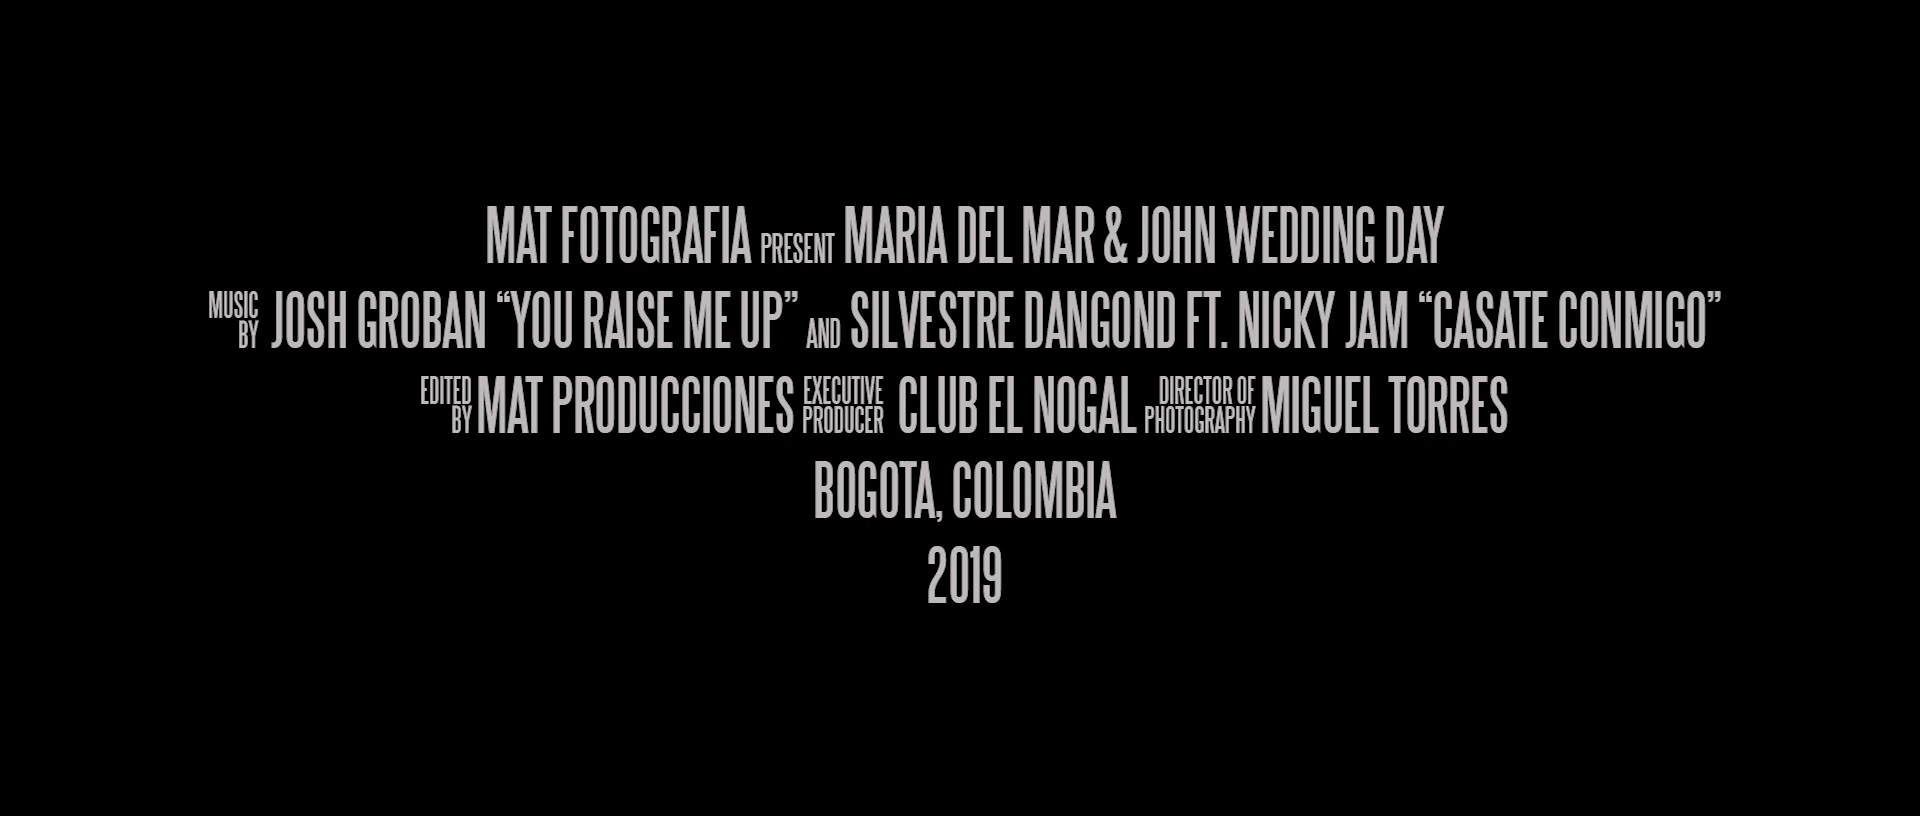 MAT FOTOGRAFIA PRESENT MARIA DEL MAR & JOHN WEDDING DAY
MUSIC BY JOSH GROBAN “YOU RAISE ME UP” AND SILVESTRE DANGOND FT. NICKY JAM “CASATE CONMIGO”
EDITED BY MAT PRODUCCIONES EXECUTIVE PRODUCER CLUB EL NOGAL DIRECTOR OF PHOTOGRAPHY MIGUEL TORRES
BOGOTA, COLOMBIA
2019